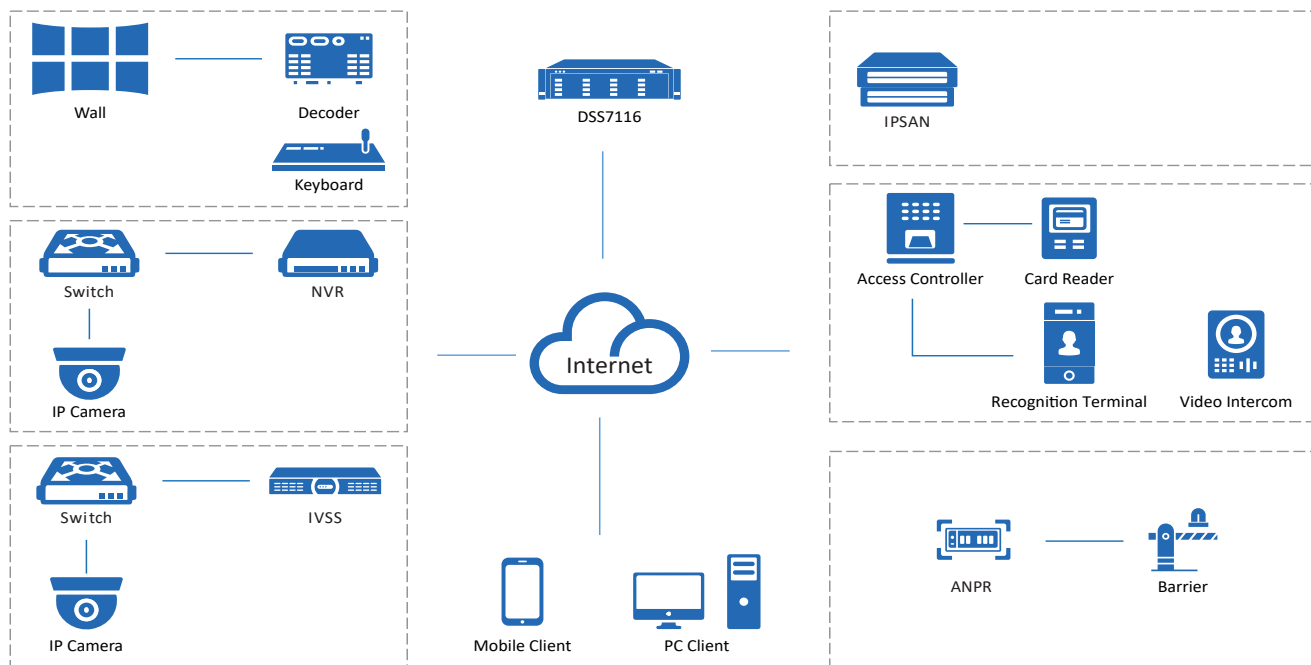 Wall
Decoder
Keyboard
Switch
NVR
IP Camera
Switch
IVSS
IP Camera
DSS7116
Internet
Mobile Client
PC Client
IPSAN
Access Controller
Card Reader
Recognition Terminal
Video Intercom
ANPR
Barrier